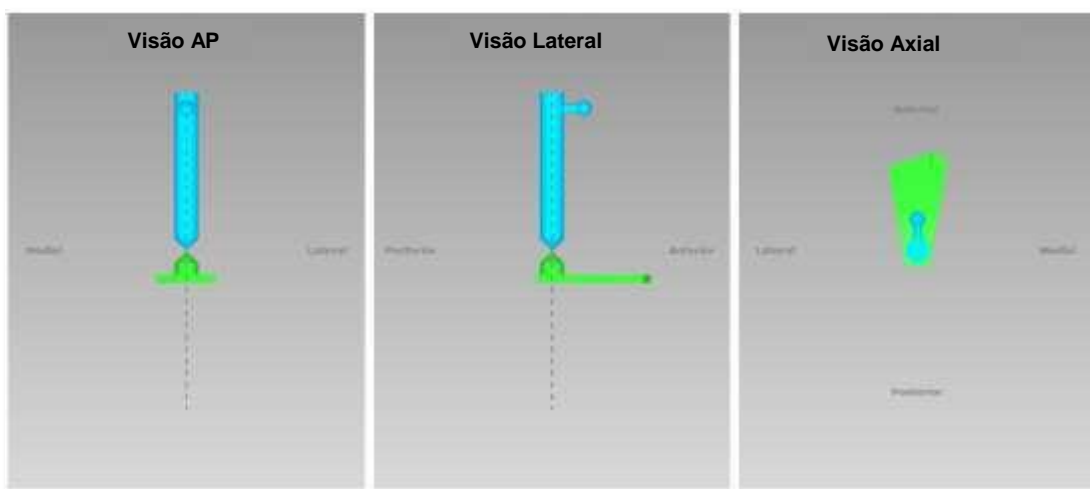 Visão AP
Visão Lateral
Visão Axial
Anterior
Medial
Lateral
Posterior
Anterior
Lateral
Medial
Posterior